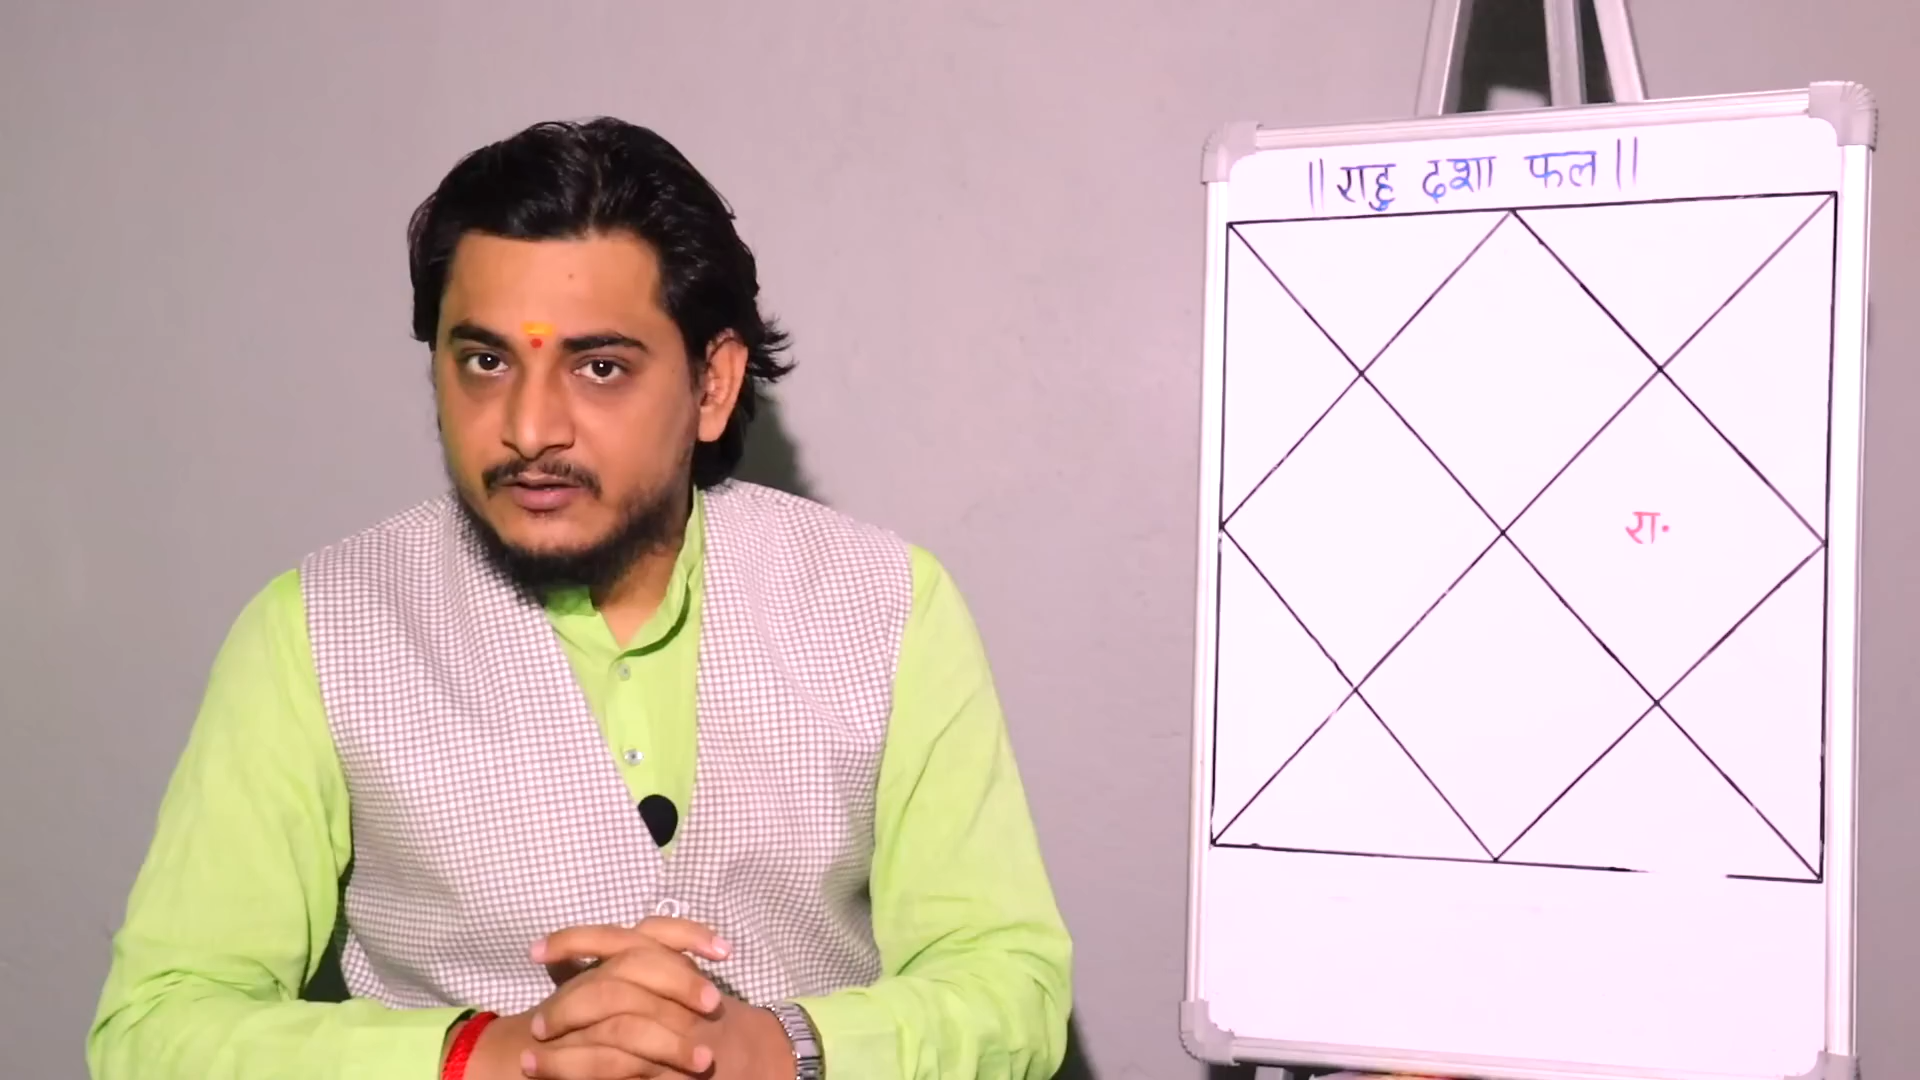 ॥ राहु दशा फल ॥
रा.